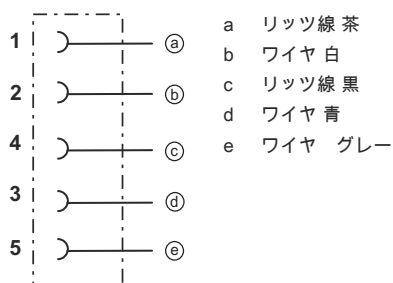 1 ⓐ
2 ⓑ
4 ⓒ
3 ⓓ
5 ⓔ
a リッツ線 茶
b ワイヤ 白
c リッツ線 黒
d ワイヤ 青
e ワイヤ　グレー